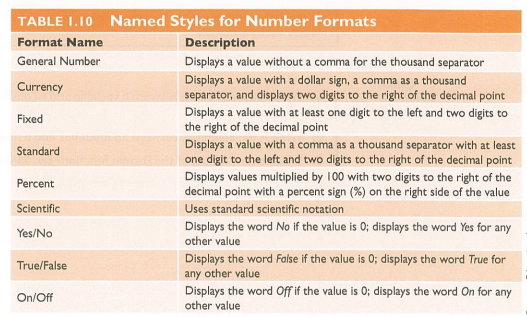 TABLE 1.10 Named Styles for Number Formats
Format Name Description
General Number Displays a value without a comma for the thousand separator
Currency Displays a value with a dollar sign, a comma as a thousand
separator, and displays two digits to the right of the decimal point
Fixed Displays a value with at least one digit to the left and two digits to
the right of the decimal point
Standard Displays a value with a comma as a thousand separator with at least
one digit to the left and two digits to the right of the decimal point
Percent Displays values multiplied by 100 with two digits to the right of the
decimal point with a percent sign (%) on the right side of the value
Scientific Uses standard scientific notation
Yes/No Displays the word No if the value is 0; displays the word Yes for any
other value
True/False Displays the word False if the value is 0; displays the word True for
any other value
On/Off Displays the word Off if the value is 0; displays the word On for any
other value